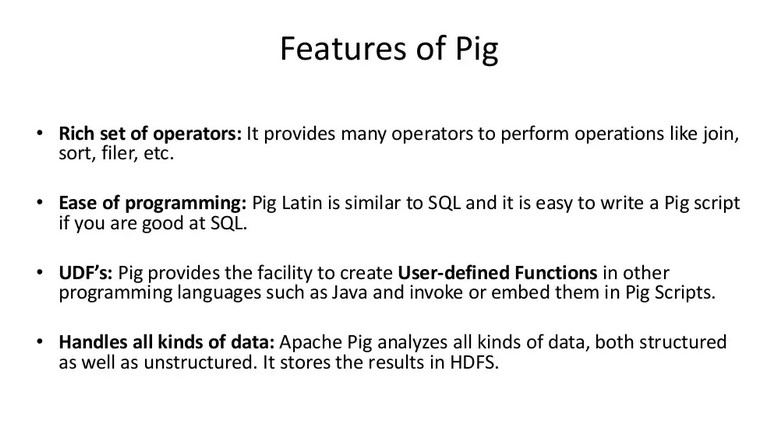 Features of Pig
• Rich set of operators: It provides many operators to perform operations like join,
sort, filer, etc.
• Ease of programming: Pig Latin is similar to SQL and it is easy to write a Pig script
if you are good at SQL.
• UDF’s: Pig provides the facility to create User-defined Functions in other
programming languages such as Java and invoke or embed them in Pig Scripts.
• Handles all kinds of data: Apache Pig analyzes all kinds of data, both structured
as well as unstructured. It stores the results in HDFS.